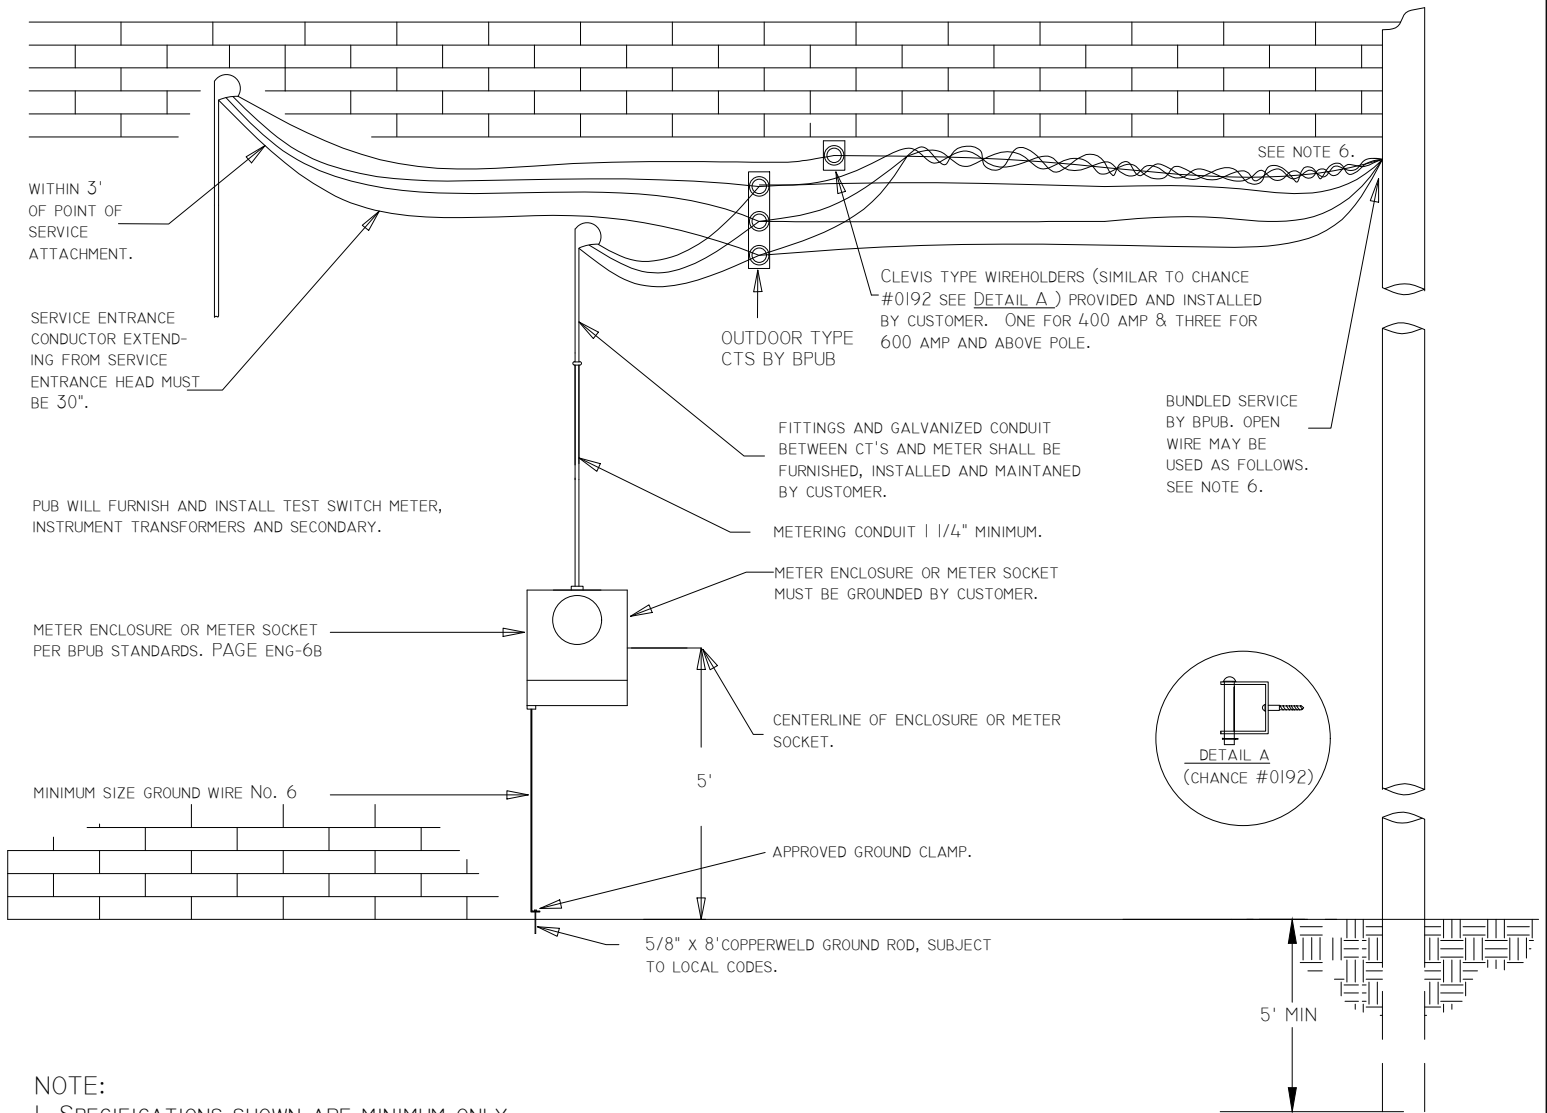 SEE NOTE 6.
WITHIN 3'
OF POINT OF
SERVICE
ATTACHMENT.
SERVICE ENTRANCE
CONDUCTOR EXTEND-
ING FROM SERVICE
ENTRANCE HEAD MUST
BE 30".
OUTDOOR TYPE
CTS BY BPUB
CLEVIS TYPE WIREHOLDERS (SIMILAR TO CHANCE
#0192 SEE DETAIL A ) PROVIDED AND INSTALLED
BY CUSTOMER. ONE FOR 400 AMP & THREE FOR
600 AMP AND ABOVE POLE.
BUNDLED SERVICE
BY BPUB. OPEN
WIRE MAY BE
USED AS FOLLOWS.
SEE NOTE 6.
FITTINGS AND GALVANIZED CONDUIT
BETWEEN CT'S AND METER SHALL BE
FURNISHED, INSTALLED AND MAINTANED
BY CUSTOMER.
PUB WILL FURNISH AND INSTALL TEST SWITCH METER,
INSTRUMENT TRANSFORMERS AND SECONDARY.
METERING CONDUIT 1 1/4" MINIMUM.
METER ENCLOSURE OR METER SOCKET
MUST BE GROUNDED BY CUSTOMER.
METER ENCLOSURE OR METER SOCKET
PER BPUB STANDARDS. PAGE ENG-6B
CENTERLINE OF ENCLOSURE OR METER
SOCKET.
DETAIL A
(CHANCE #0192)
5'
MINIMUM SIZE GROUND WIRE NO. 6
APPROVED GROUND CLAMP.
5/8" X 8'COPPERWELD GROUND ROD, SUBJECT
TO LOCAL CODES.
5' MIN
NOTE:
1. SPECIFICATIONS SHOWN ARE MINIMUM ONLY